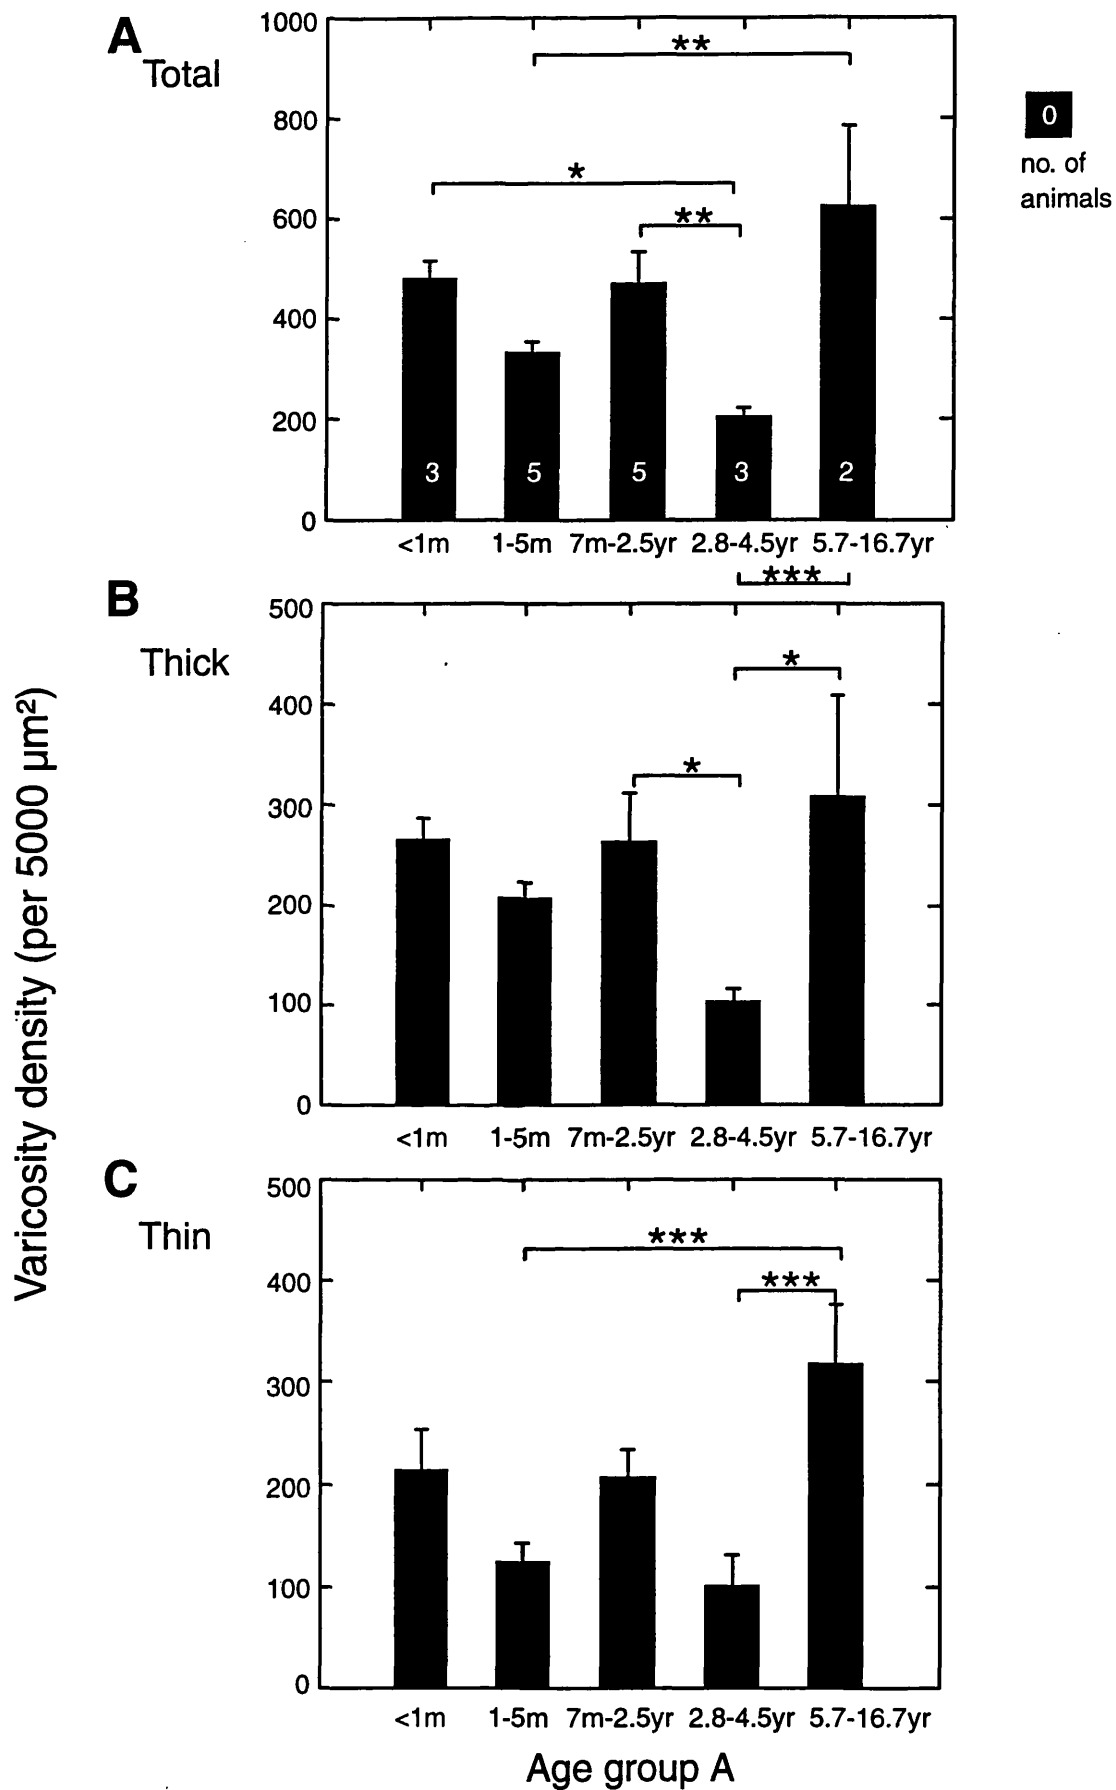 A
Total
1000
800
600
400
200
0
**
*
**
3 5 5 3 2
<1m 1-5m 7m-2.5yr 2.8-4.5yr 5.7-16.7yr
***
0
no. of
animals
B
Thick
500
400
300
200
100
0
*
*
<1m 1-5m 7m-2.5yr 2.8-4.5yr 5.7-16.7yr
Varicosity density (per 5000 µm²)
C
Thin
500
400
300
200
100
0
***
***
<1m 1-5m 7m-2.5yr 2.8-4.5yr 5.7-16.7yr
Age group A